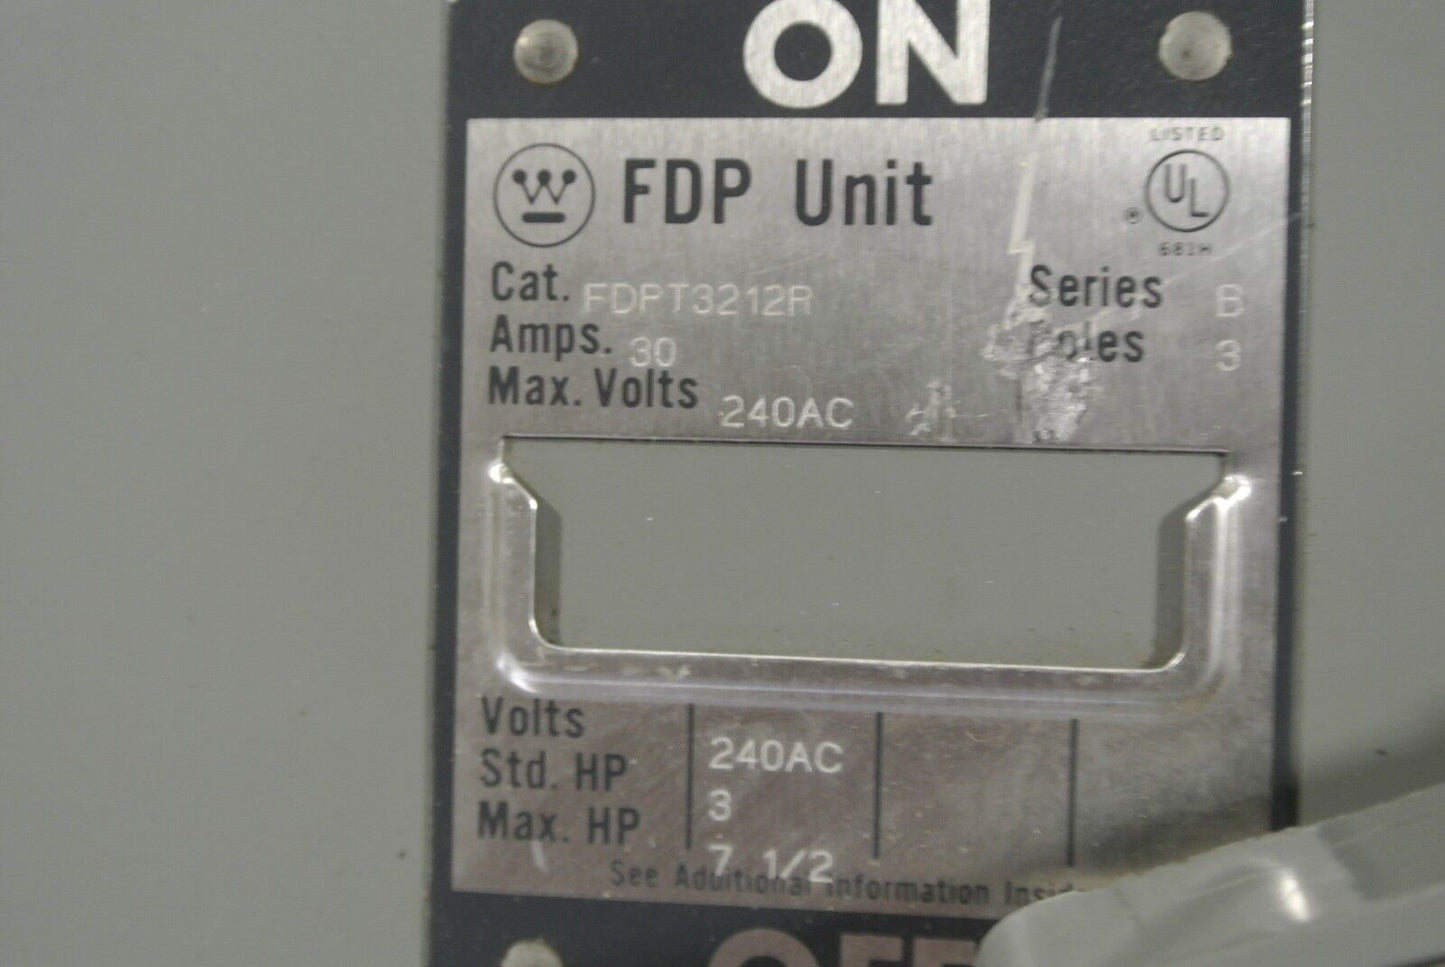 ON
LISTED
W FDP Unit UL
®
681H
Cat. FDPT3212R Series B
Amps. 30 Poles 3
Max. Volts 240AC
Volts 240AC
Std. HP 3
Max. HP 7 1/2
See Additional Information Inside
OFF